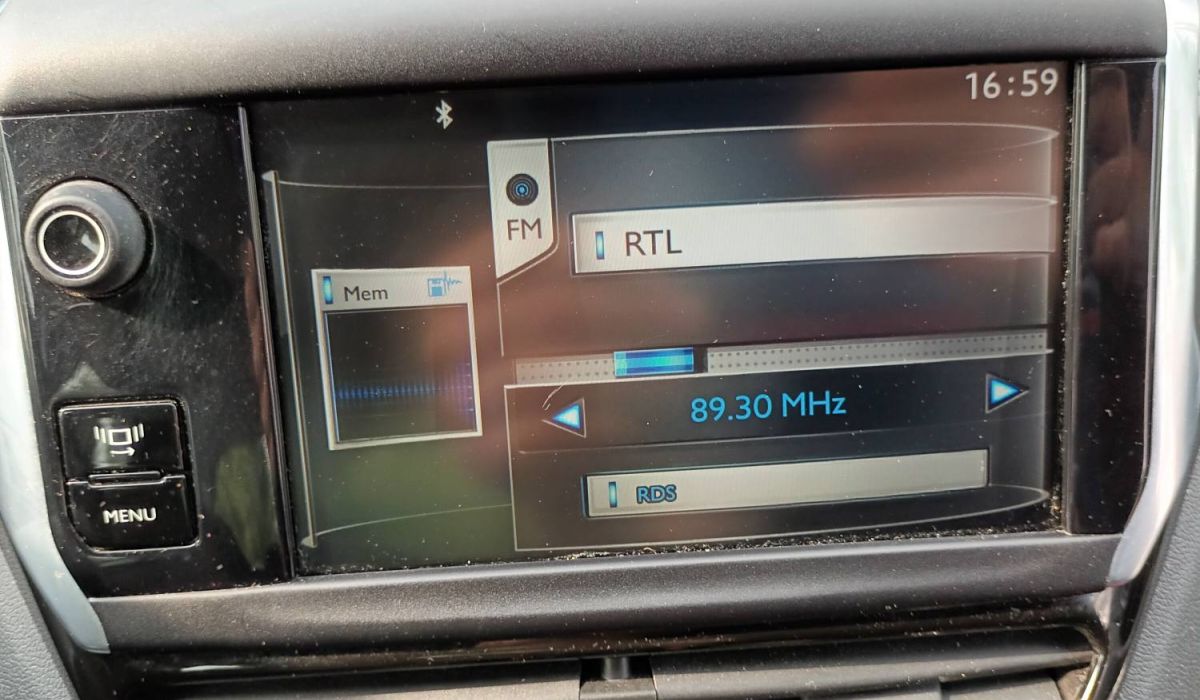 16:59
FM
RTL
Mem
89.30 MHz
RDS
MENU